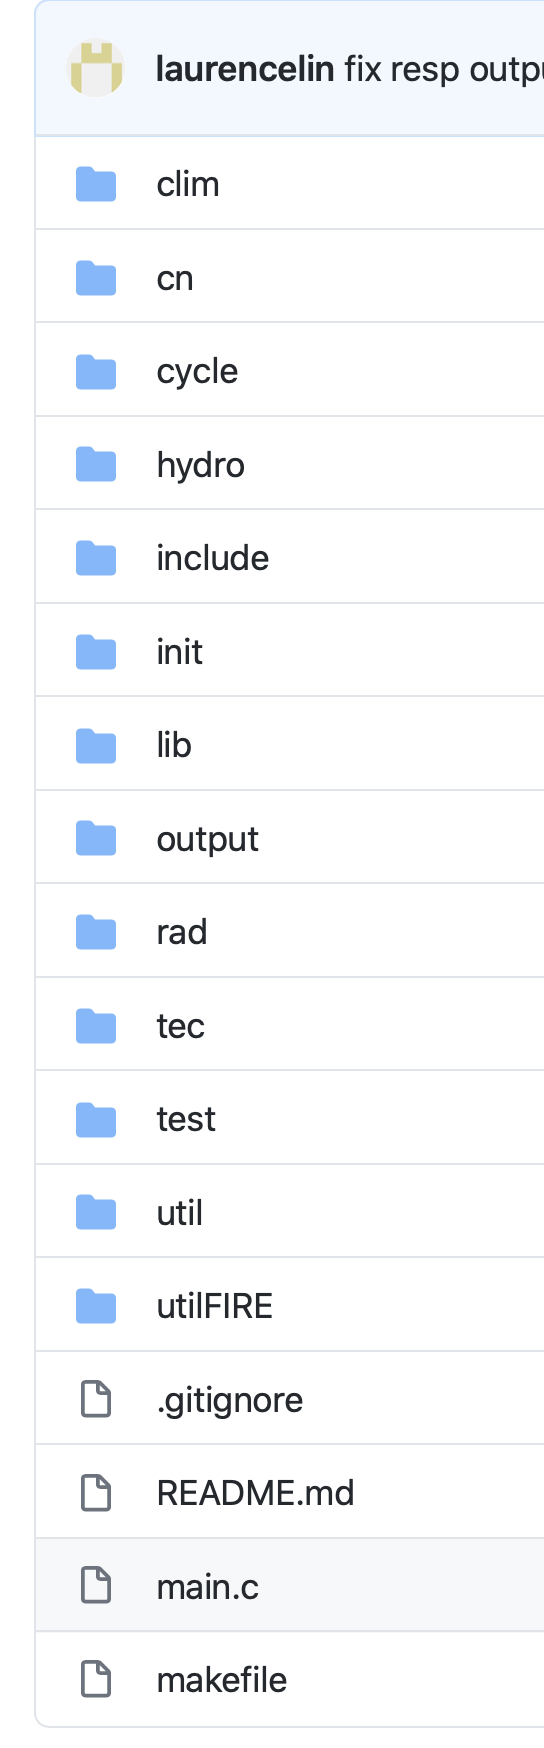 laurencelin fix resp outpu
clim
cn
cycle
hydro
include
init
lib
output
rad
tec
test
util
utilFIRE
.gitignore
README.md
main.c
makefile